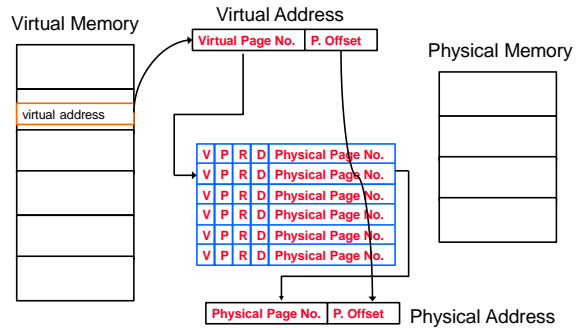 Virtual Memory
Virtual Address
Virtual Page No. P. Offset
Physical Memory
virtual address
V P R D Physical Page No.
V P R D Physical Page No.
V P R D Physical Page No.
V P R D Physical Page No.
V P R D Physical Page No.
V P R D Physical Page No.
Physical Page No. P. Offset
Physical Address